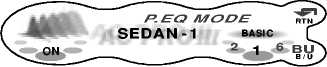 P.EQ MODE
RTN
SEDAN-1
BASIC
ON
2 1 6
BU
B/U